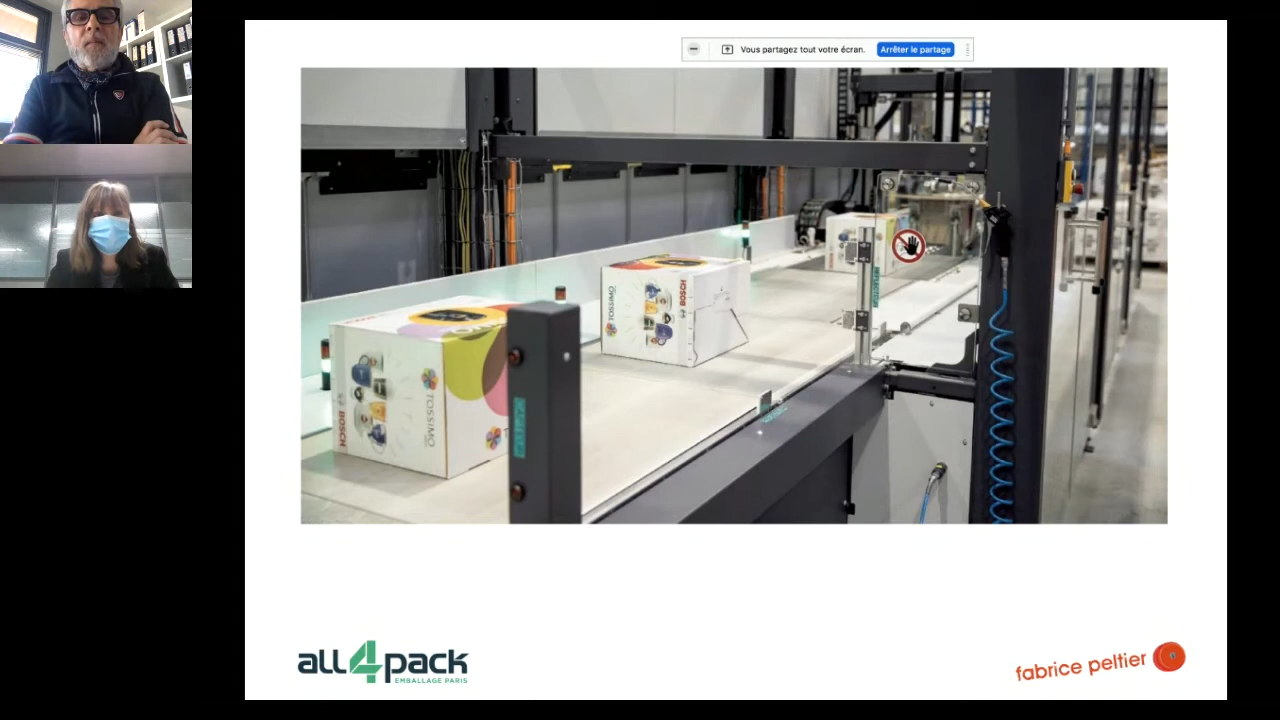 Vous partagez tout votre écran.
Arrêter le partage
TASSIMO
BOSCH
TASSIMO
BOSCH
all4pack
EMBALLAGE PARIS
fabrice peltier